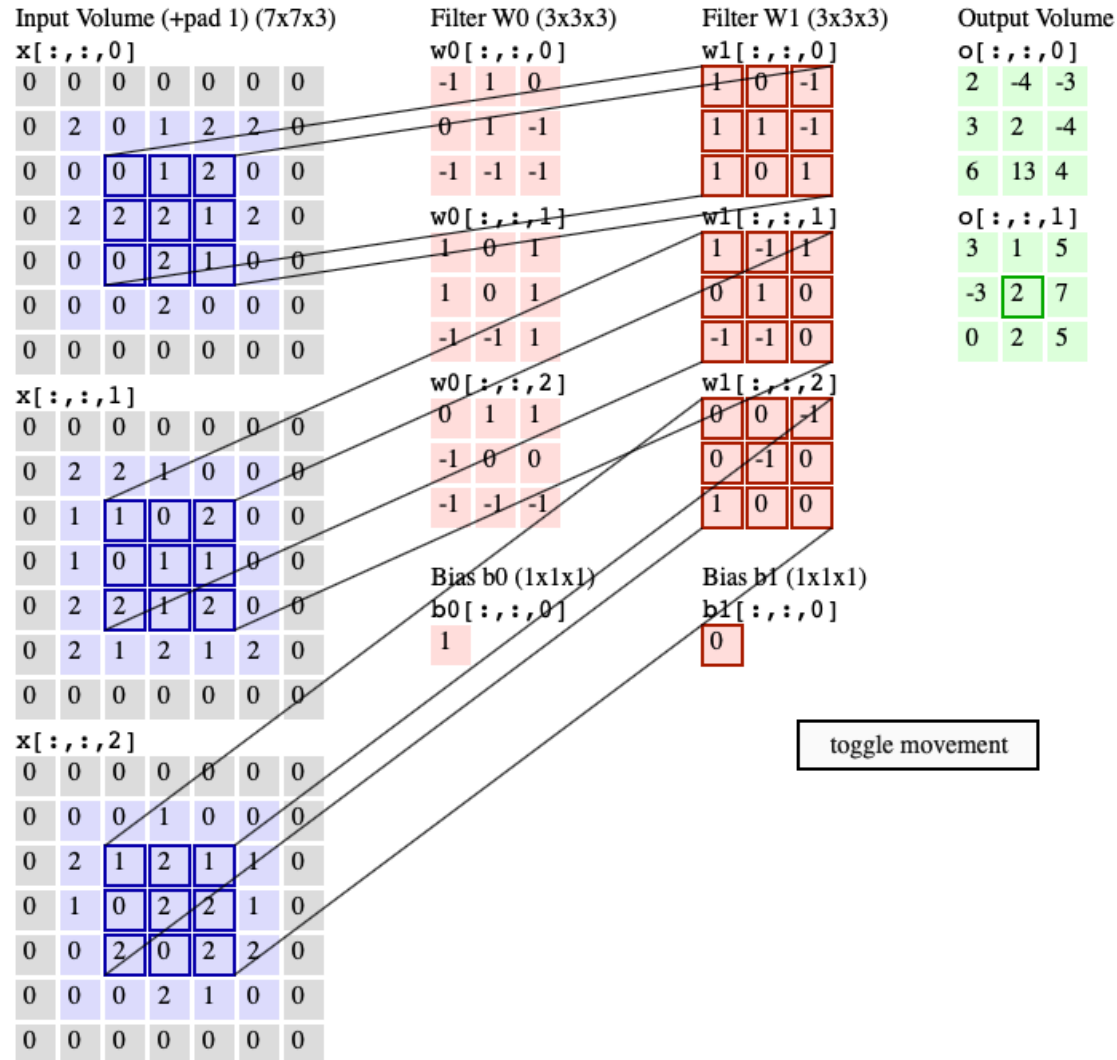 Input Volume (+pad 1) (7x7x3)
x[:,:,0]
0 0 0 0 0 0 0
0 2 0 1 2 2 0
0 0 0 1 2 0 0
0 2 2 2 1 2 0
0 0 0 2 1 0 0
0 0 0 2 0 0 0
0 0 0 0 0 0 0
x[:,:,1]
0 0 0 0 0 0 0
0 2 2 1 0 0 0
0 1 1 0 2 0 0
0 1 0 1 1 0 0
0 2 2 1 2 0 0
0 2 1 2 1 2 0
0 0 0 0 0 0 0
x[:,:,2]
0 0 0 0 0 0 0
0 0 0 1 0 0 0
0 2 1 2 1 1 0
0 1 0 2 2 1 0
0 0 2 0 2 2 0
0 0 0 2 1 0 0
0 0 0 0 0 0 0
Filter W0 (3x3x3)
w0[:,:,0]
-1 1 0
0 1 -1
-1 -1 -1
w0[:,:,1]
1 0 1
1 0 1
-1 -1 1
w0[:,:,2]
0 1 1
-1 0 0
-1 -1 -1
Bias b0 (1x1x1)
b0[:,:,0]
1
Filter W1 (3x3x3)
w1[:,:,0]
1 0 -1
1 1 -1
1 0 1
w1[:,:,1]
1 -1 1
0 1 0
-1 -1 0
w1[:,:,2]
0 0 -1
0 -1 0
1 0 0
Bias b1 (1x1x1)
b1[:,:,0]
0
Output Volume
o[:,:,0]
2 -4 -3
3 2 -4
6 13 4
o[:,:,1]
3 1 5
-3 2 7
0 2 5
toggle movement